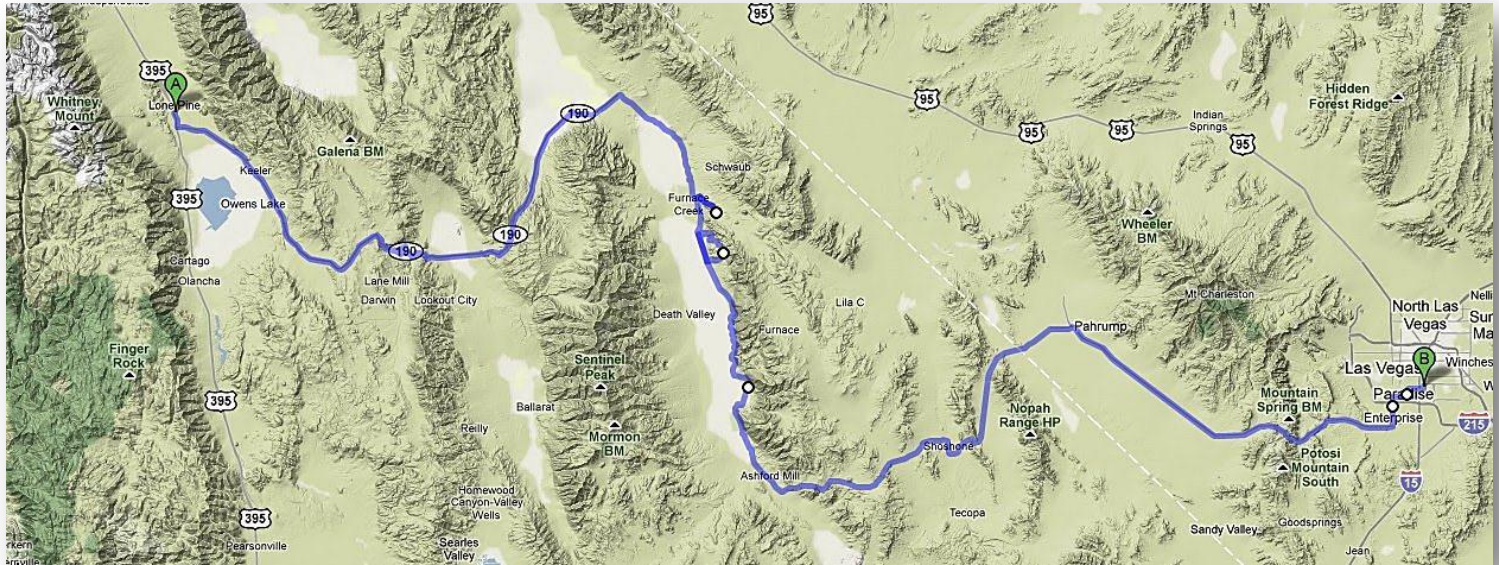 95
395
A
Whitney,
Mount
Lone Pine
190
Galena BM
95
95
95
Indian
Springs
95
Hidden
Forest Ridge
Keeler
395
Owens Lake
Schwaub
Furnace
Creek
190
190
Wheeler
BM
Cartago
Olancha
Lane Mill
Darwin
Lookout City
Death Valley
Lila C
Furnace
Mt Charleston
North Las
Vegas
Pahrump
Finger
Rock
Sentinel
Peak
B
Las Vegas
Paradise
Enterprise
215
395
Ballarat
Reilly
Mormon
BM
Nopah
Range HP
Mountain
Spring BM
Shoshone
Potosi
Mountain
South
15
Ashford Mill
Homewood
Canyon-Valley
Wells
395
Tecopa
Goodsprings
Sandy Valley
Jean
Pearsonville
Searles
Valley